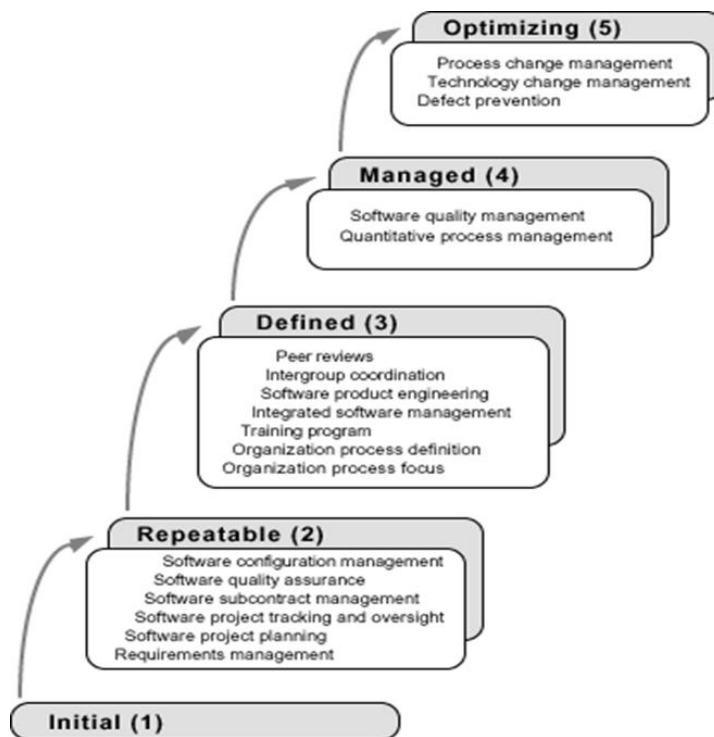 Optimizing (5)
Process change management
Technology change management
Defect prevention
Managed (4)
Software quality management
Quantitative process management
Defined (3)
Peer reviews
Intergroup coordination
Software product engineering
Integrated software management
Training program
Organization process definition
Organization process focus
Repeatable (2)
Software configuration management
Software quality assurance
Software subcontract management
Software project tracking and oversight
Software project planning
Requirements management
Initial (1)